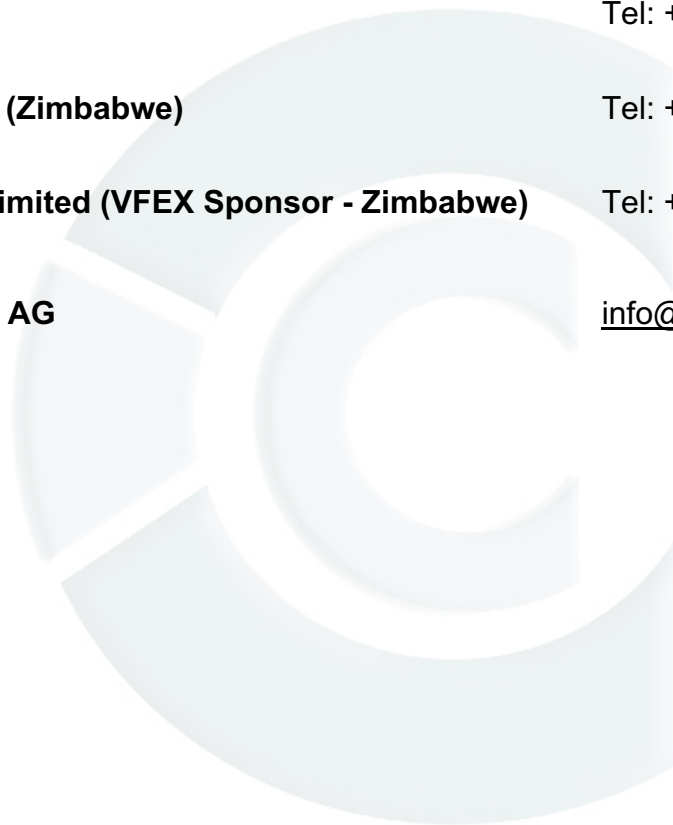 Tel: +
(Zimbabwe) Tel: +
imited (VFEX Sponsor - Zimbabwe) Tel: +
AG info@